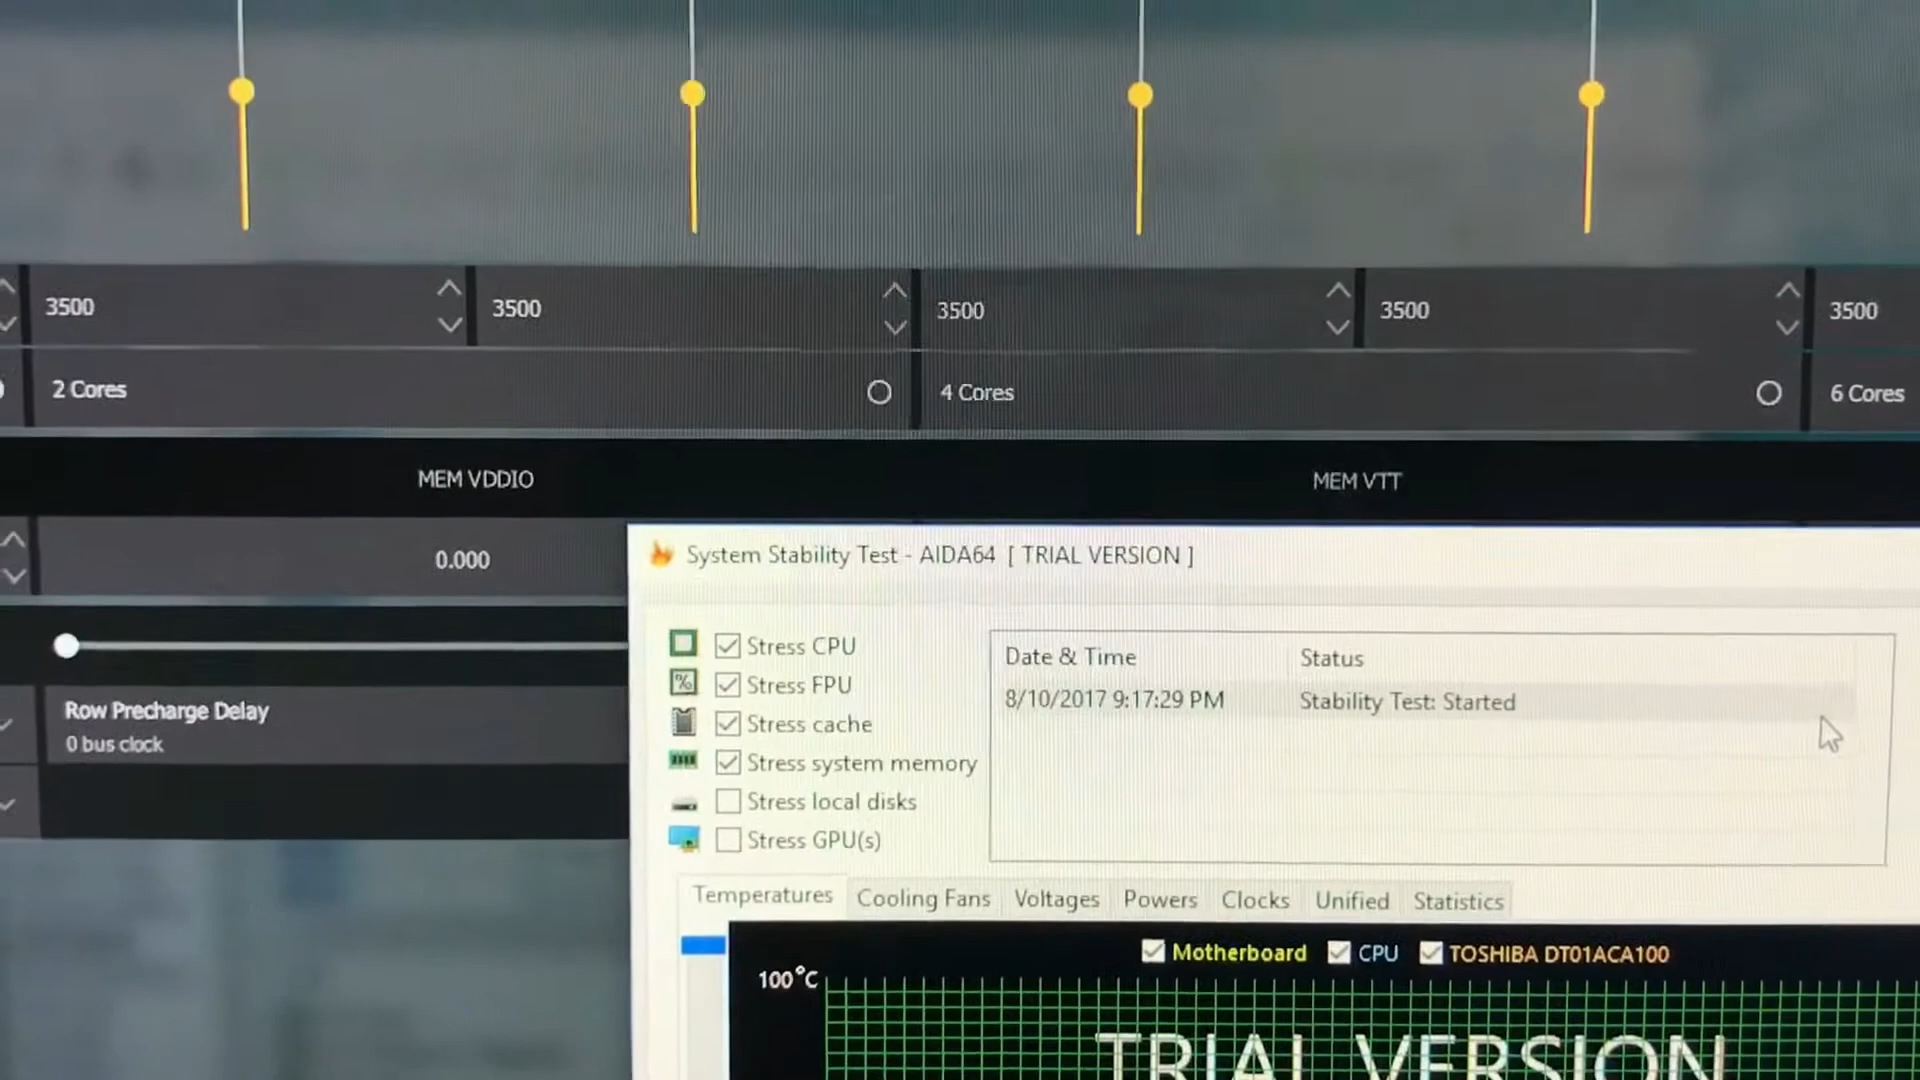 3500 3500 3500 3500 3500
2 Cores 4 Cores 6 Cores
MEM VDDIO MEM VTT
0.000
Row Precharge Delay
0 bus clock
System Stability Test - AIDA64 [ TRIAL VERSION ]
Stress CPU
Stress FPU
Stress cache
Stress system memory
Stress local disks
Stress GPU(s)
Date & Time Status
8/10/2017 9:17:29 PM Stability Test: Started
Temperatures Cooling Fans Voltages Powers Clocks Unified Statistics
Motherboard CPU TOSHIBA DT01ACA100
100°C
TRIAL VERSION